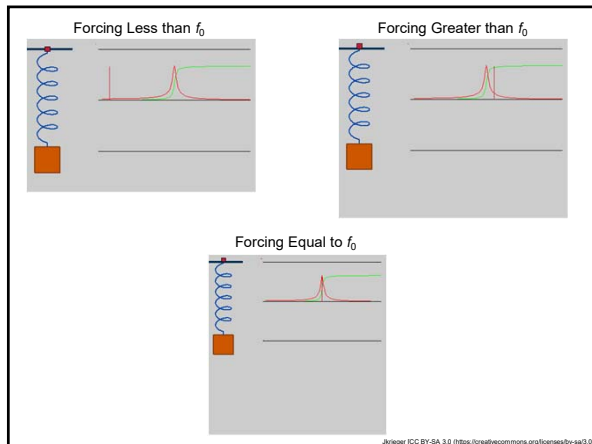 Forcing Less than f₀
Forcing Greater than f₀
Forcing Equal to f₀
Jkrieger [CC BY-SA 3.0 (https://creativecommons.org/licenses/by-sa/3.0